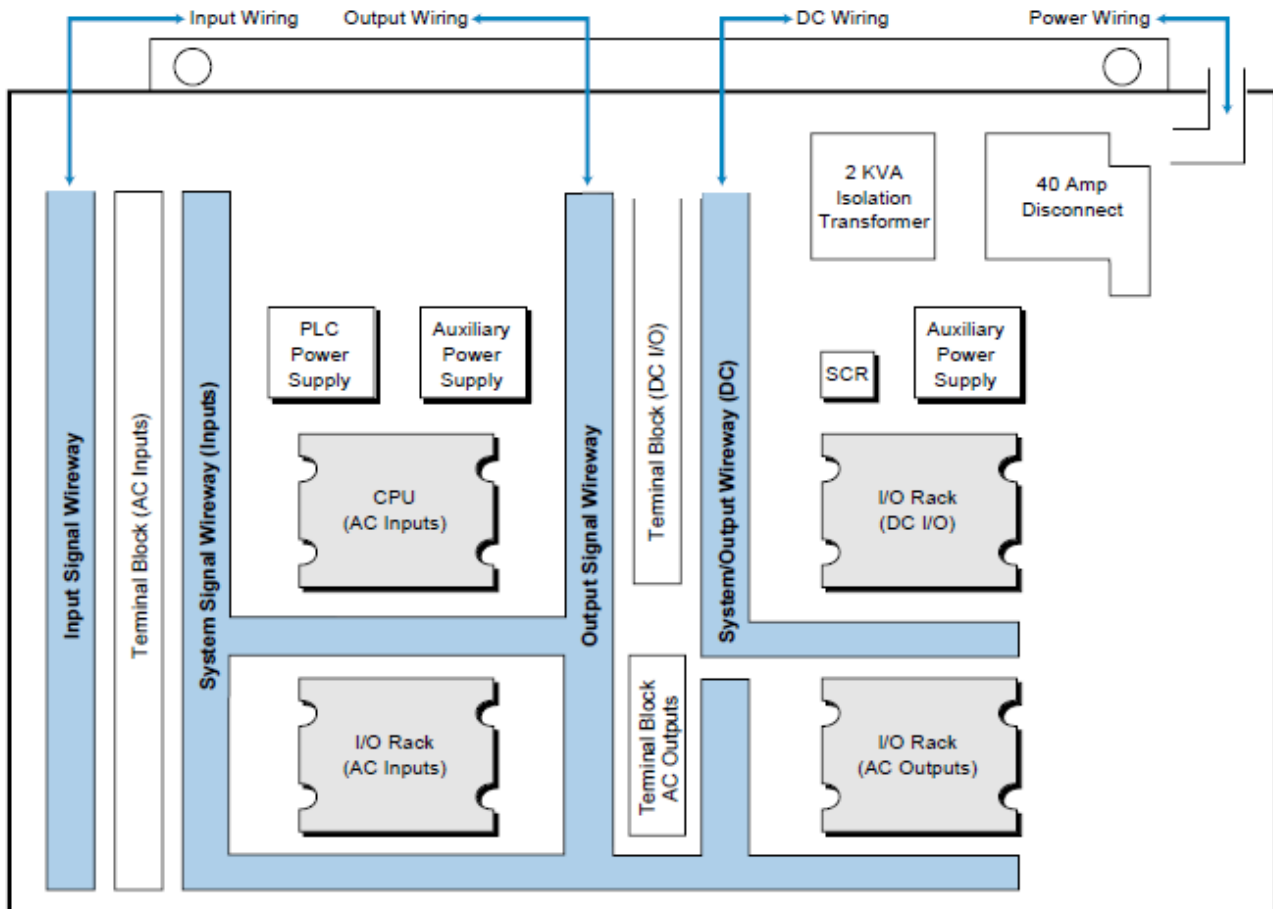 Input Wiring
Output Wiring
DC Wiring
Power Wiring
2 KVA
Isolation
Transformer
40 Amp
Disconnect
PLC
Power
Supply
Auxiliary
Power
Supply
SCR
Auxiliary
Power
Supply
Input Signal Wireway
Terminal Block (AC Inputs)
System Signal Wireway (Inputs)
CPU
(AC Inputs)
Output Signal Wireway
Terminal Block (DC I/O)
System/Output Wireway (DC)
I/O Rack
(DC I/O)
I/O Rack
(AC Inputs)
Terminal Block
AC Outputs
I/O Rack
(AC Outputs)